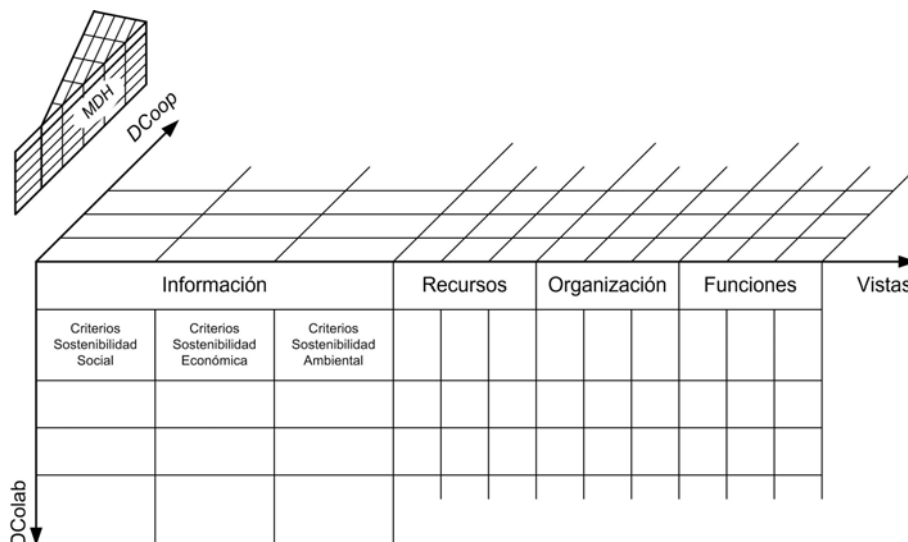 MDH
DCoop
Información
Recursos
Organización
Funciones
Vistas
Criterios
Sostenibilidad
Social
Criterios
Sostenibilidad
Económica
Criterios
Sostenibilidad
Ambiental
DColab